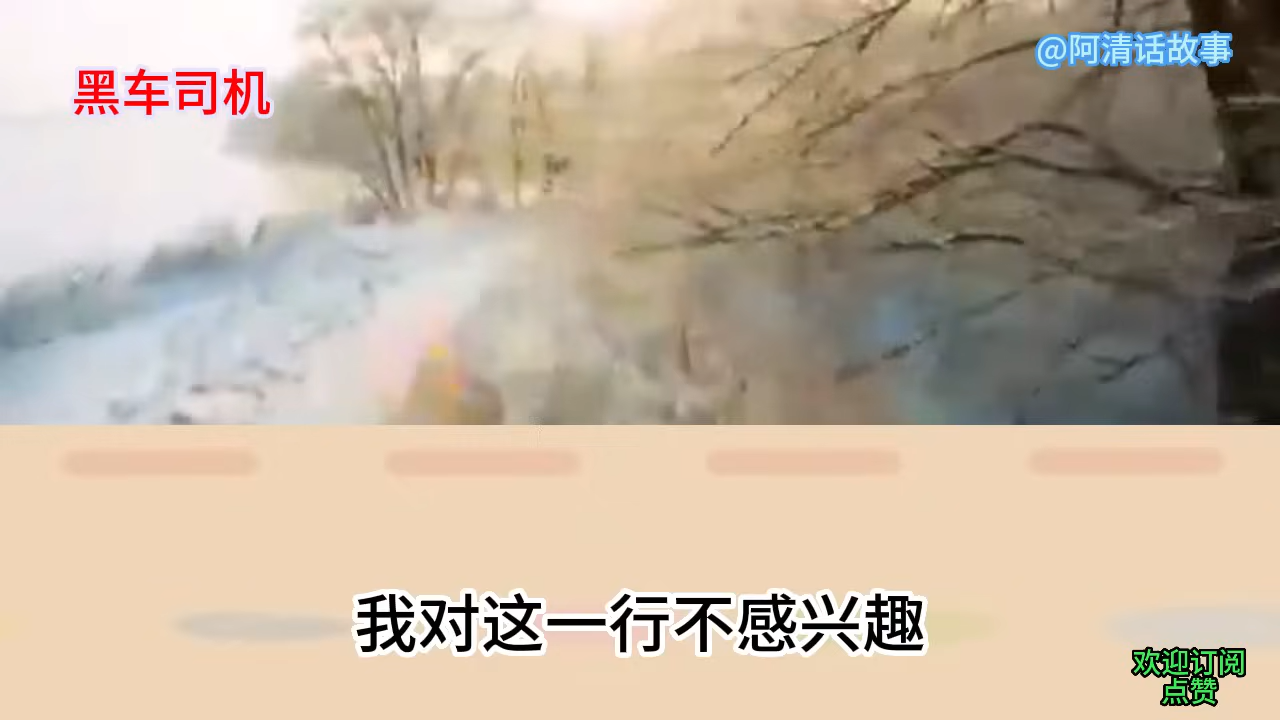 @阿清话故事
黑车司机
我对这一行不感兴趣
欢迎订阅
点赞